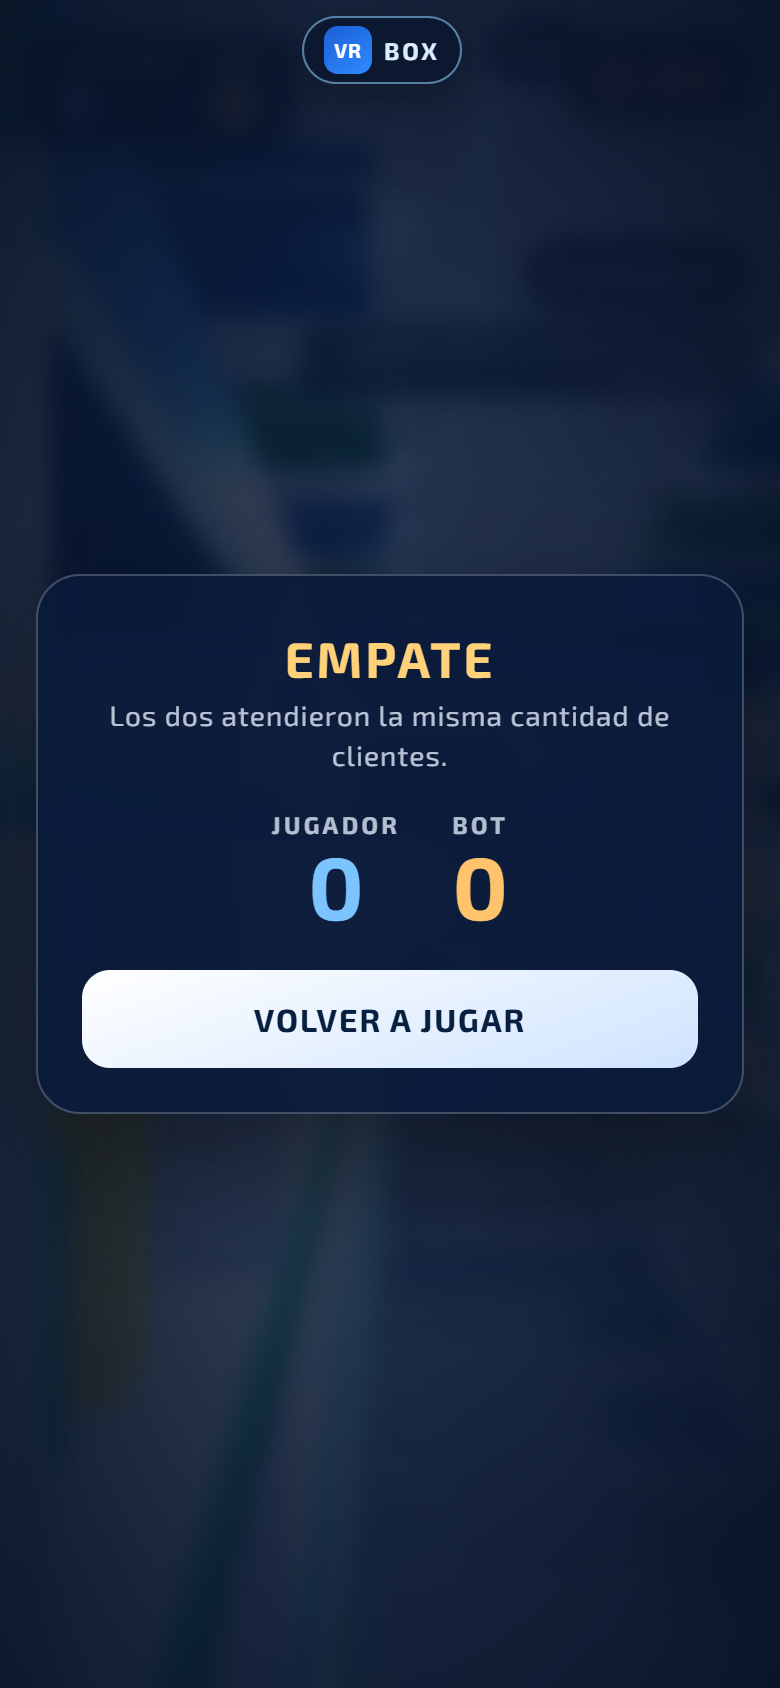 VR BOX
EMPATE
Los dos atendieron la misma cantidad de
clientes.
JUGADOR BOT
0 0
VOLVER A JUGAR